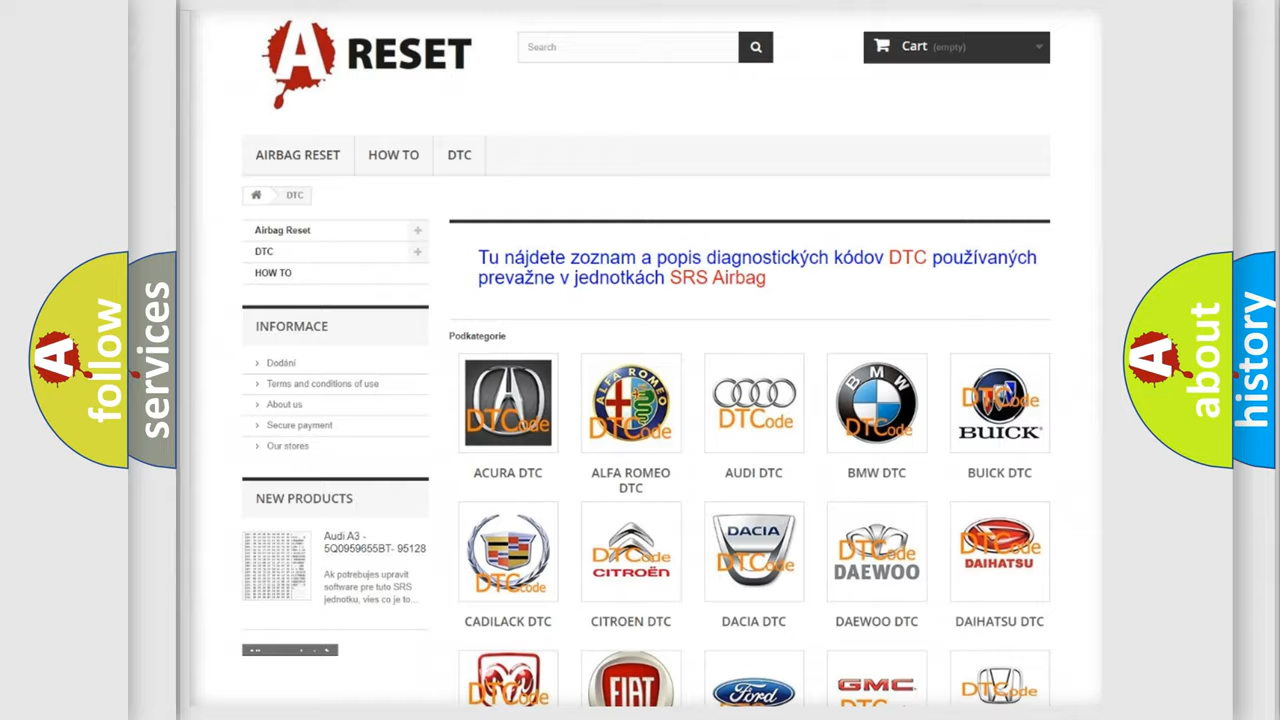 A RESET
Search
Cart (empty)
AIRBAG RESET
HOW TO
DTC
DTC
Airbag Reset
DTC
HOW TO
INFORMACE
Dodání
Terms and conditions of use
About us
Secure payment
Our stores
NEW PRODUCTS
Audi A3 -
5Q0959655BT- 95128
Ak potrebujes upravit
software pre tuto SRS
jednotku, vies co je to...
Tu nájdete zoznam a popis diagnostických kódov DTC používaných
prevažne v jednotkách SRS Airbag
Podkategorie
DTCode
ALFA ROMEO
DTCode
DTCode
BMW
DTCode
DTCode
BUICK
ACURA DTC
ALFA ROMEO
DTC
AUDI DTC
BMW DTC
BUICK DTC
DTCode
DTCode
CITROËN
DACIA
DTCode
DTCode
DAEWOO
DTCode
DAIHATSU
CADILACK DTC
CITROEN DTC
DACIA DTC
DAEWOO DTC
DAIHATSU DTC
DTCode
FIAT
Ford
GMC
DTCode
A follow
services
A about
history